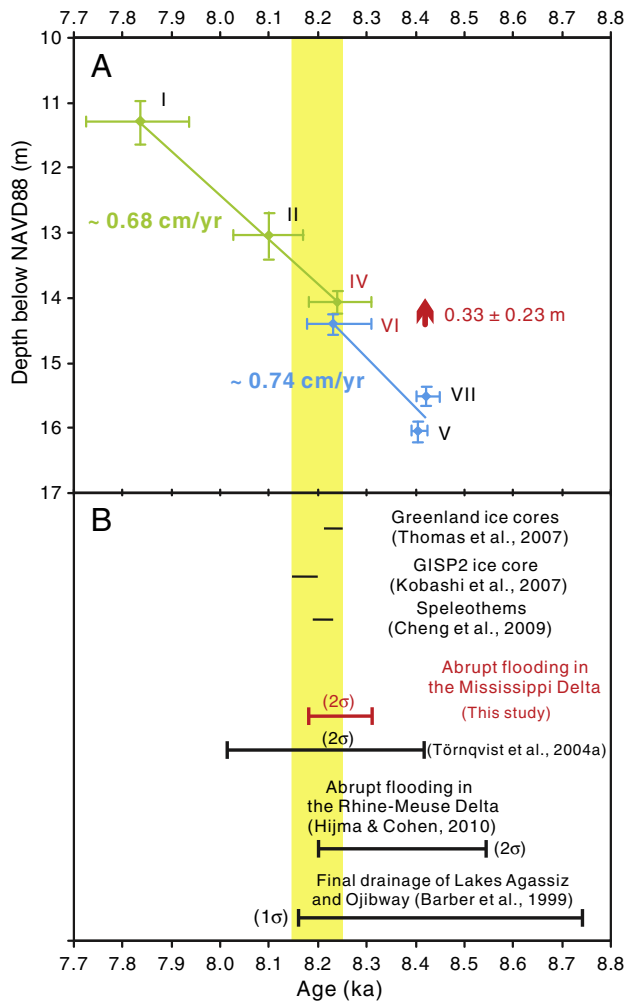 7.7 7.8 7.9 8.0 8.1 8.2 8.3 8.4 8.5 8.6 8.7 8.8
10
A
I
11
12
~ 0.68 cm/yr
II
13
IV
14
0.33 ± 0.23 m
VI
15
~ 0.74 cm/yr
VII
16
V
17
Depth below NAVD88 (m)
B
Greenland ice cores
(Thomas et al., 2007)
GISP2 ice core
(Kobashi et al., 2007)
Speleothems
(Cheng et al., 2009)
Abrupt flooding in
the Mississippi Delta
(2σ) (This study)
(2σ) (Törnqvist et al., 2004a)
Abrupt flooding in
the Rhine-Meuse Delta
(Hijma & Cohen, 2010)
(2σ)
Final drainage of Lakes Agassiz
and Ojibway (Barber et al., 1999)
(1σ)
7.7 7.8 7.9 8.0 8.1 8.2 8.3 8.4 8.5 8.6 8.7 8.8
Age (ka)